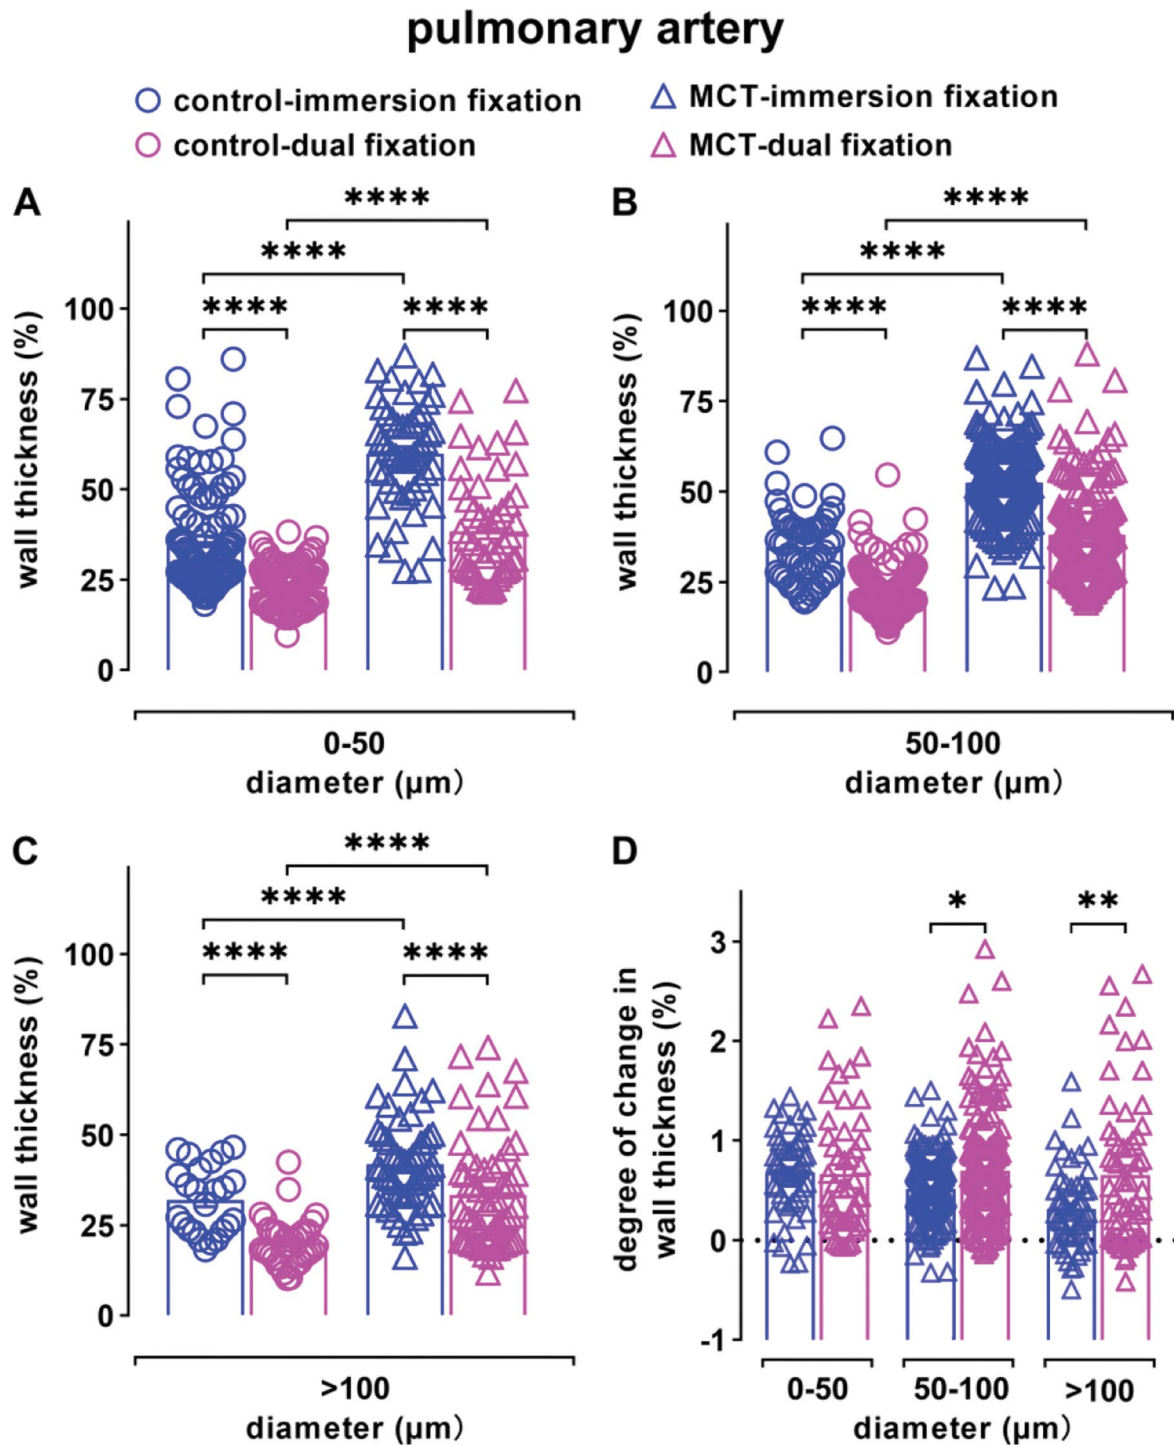 pulmonary artery
control-immersion fixation
MCT-immersion fixation
control-dual fixation
MCT-dual fixation
A
****
****
**** ****
wall thickness (%)
100
75
50
25
0
0-50
diameter (μm)
B
****
****
**** ****
wall thickness (%)
100
75
50
25
0
50-100
diameter (μm)
C
****
****
**** ****
wall thickness (%)
100
75
50
25
0
>100
diameter (μm)
D
* **
degree of change in
wall thickness (%)
3
2
1
0
-1
0-50 50-100 >100
diameter (μm)